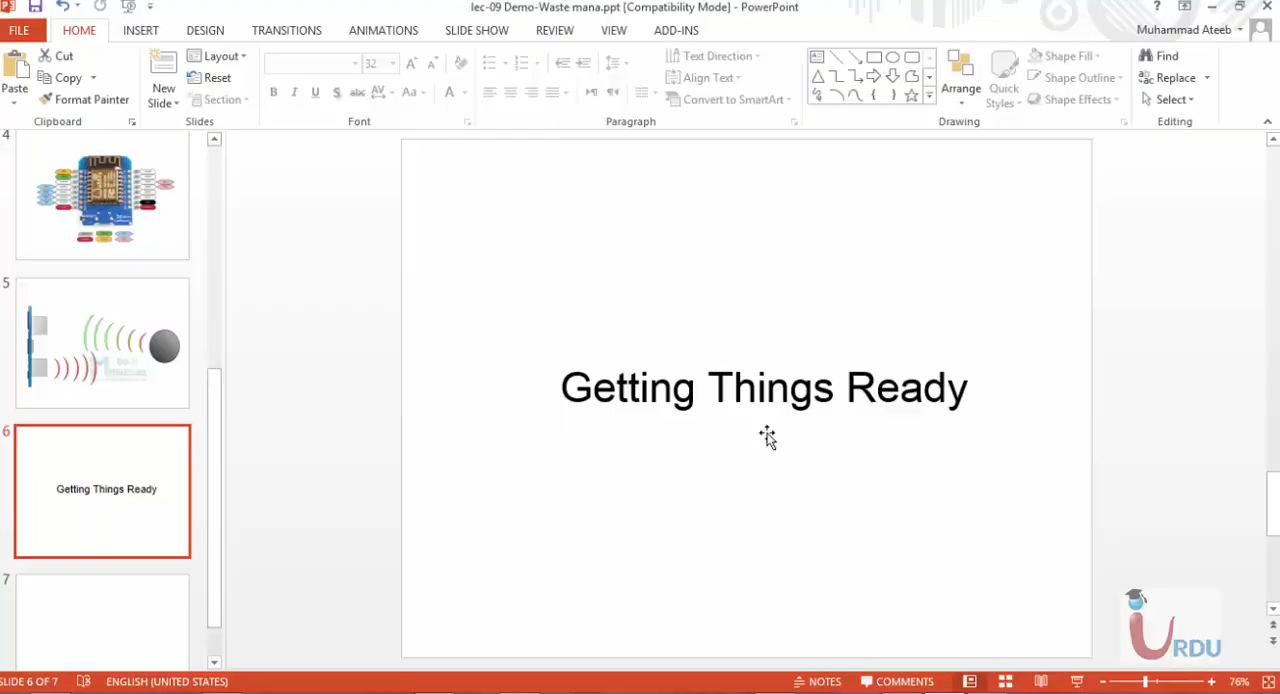 lec-09 Demo-Waste mana.ppt [Compatibility Mode] - PowerPoint
FILE HOME INSERT DESIGN TRANSITIONS ANIMATIONS SLIDE SHOW REVIEW VIEW ADD-INS Muhammad Ateeb
Paste
Cut
Copy
Format Painter
Clipboard
New
Slide
Layout
Reset
Section
Slides
32
B I U S abc AV Aa A
Font
Text Direction
Align Text
Convert to SmartArt
Paragraph
Arrange
Quick
Styles
Shape Fill
Shape Outline
Shape Effects
Drawing
Find
Replace
Select
Editing
4
5
6
Getting Things Ready
7
Getting Things Ready
URDU
SLIDE 6 OF 7 ENGLISH (UNITED STATES) NOTES COMMENTS 76%